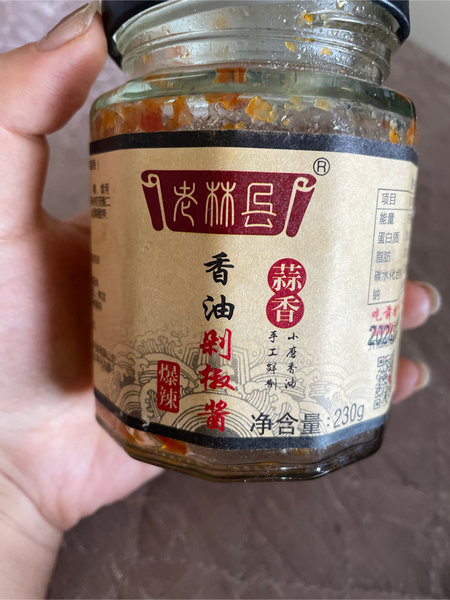 老林兵
®
香油剁椒酱
蒜香
小磨香油
手工鲜剁
爆辣
净含量:230g
项目
能量
蛋白质
脂肪
碳水化合
钠